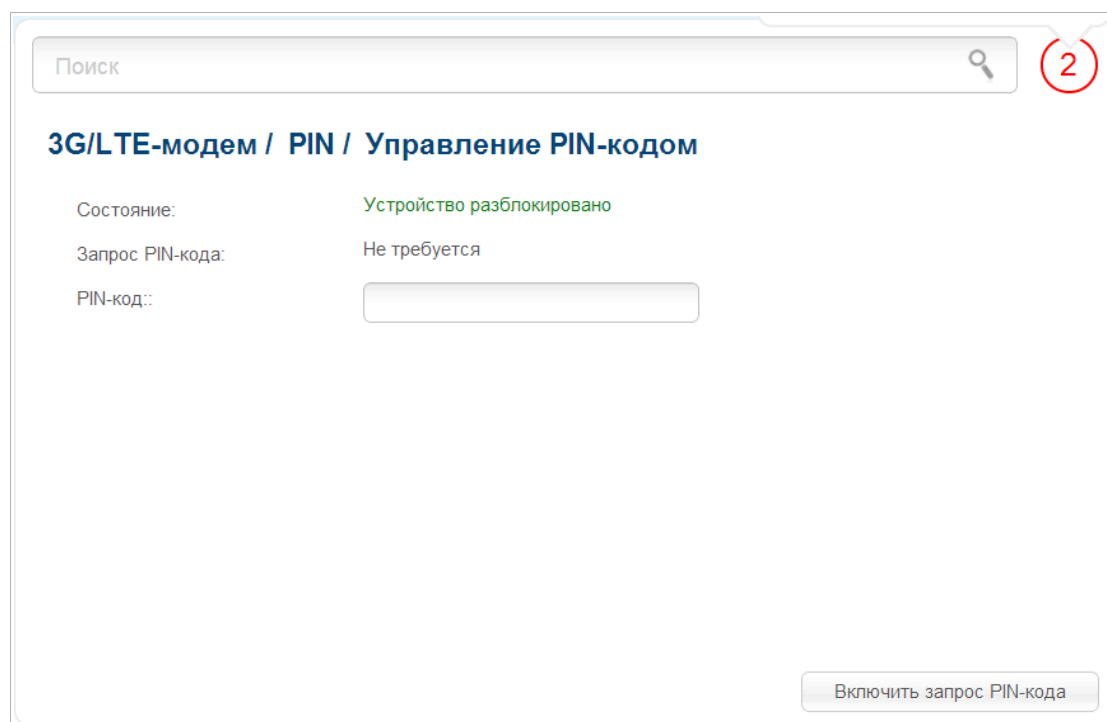 Поиск
2
3G/LTE-модем / PIN / Управление PIN-кодом
Состояние: Устройство разблокировано
Запрос PIN-кода: Не требуется
PIN-код::
Включить запрос PIN-кода